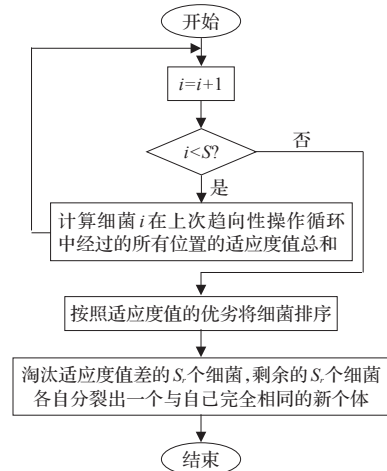 开始
i=i+1
i<S?
否
是
计算细菌 i 在上次趋向性操作循环
中经过的所有位置的适应度值总和
按照适应度值的优劣将细菌排序
淘汰适应度值差的 Sr个细菌,剩余的 Sr个细菌
各自分裂出一个与自己完全相同的新个体
结束